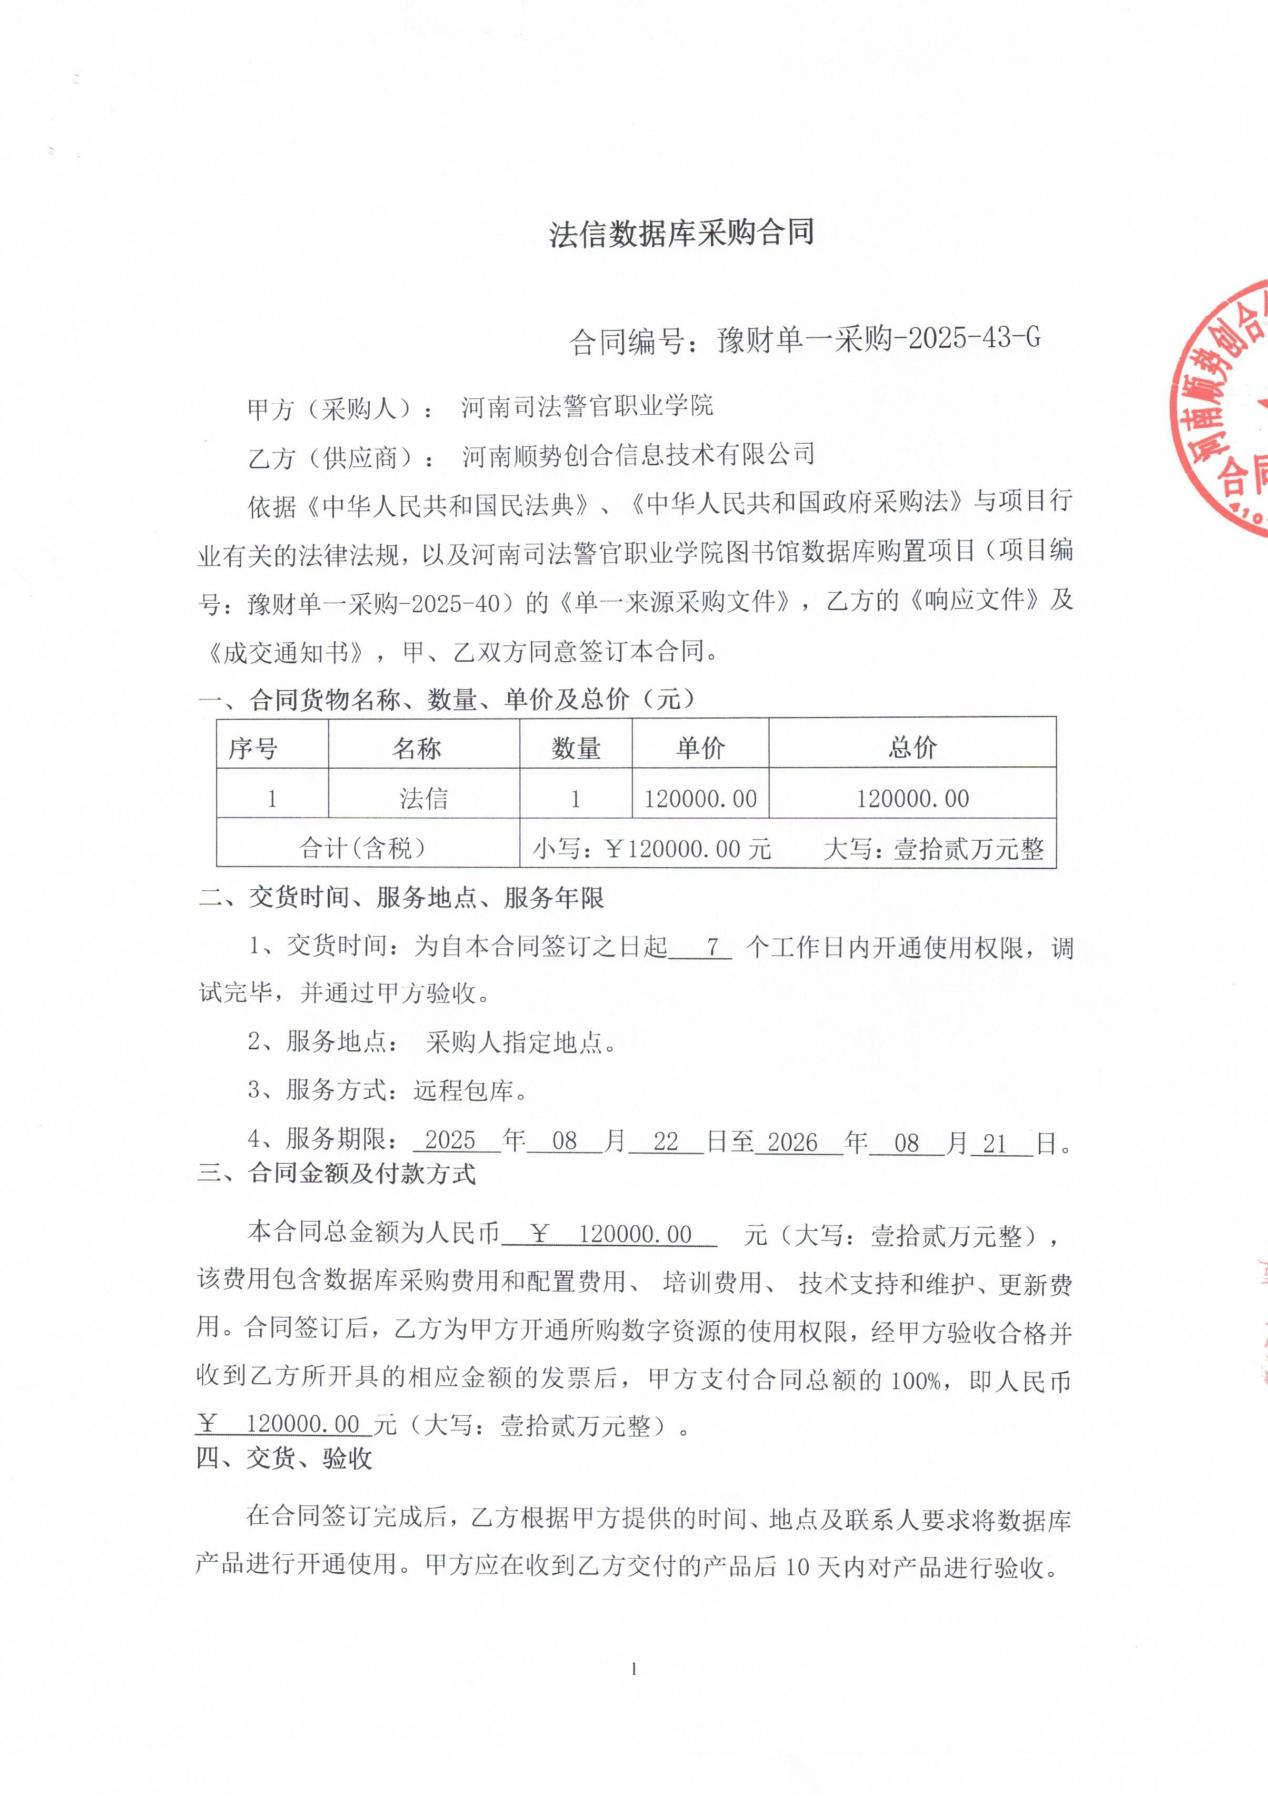 法信数据库采购合同
合同编号：豫财单一采购-2025-43-G
甲方（采购人）： 河南司法警官职业学院
乙方（供应商）： 河南顺势创合信息技术有限公司
依据《中华人民共和国民法典》、《中华人民共和国政府采购法》与项目行
业有关的法律法规，以及河南司法警官职业学院图书馆数据库购置项目（项目编
号：豫财单一采购-2025-40）的《单一来源采购文件》，乙方的《响应文件》及
《成交通知书》，甲、乙双方同意签订本合同。
一、合同货物名称、数量、单价及总价（元）
序号 名称 数量 单价 总价
1 法信 1 120000.00 120000.00
合计(含税） 小写：￥120000.00 元 大写：壹拾贰万元整
二、交货时间、服务地点、服务年限
1、交货时间：为自本合同签订之日起 7 个工作日内开通使用权限，调
试完毕，并通过甲方验收。
2、服务地点： 采购人指定地点。
3、服务方式：远程包库。
4、服务期限： 2025 年 08 月 22 日至 2026 年 08 月 21 日。
三、合同金额及付款方式
本合同总金额为人民币 ￥ 120000.00 元（大写：壹拾贰万元整），
该费用包含数据库采购费用和配置费用、 培训费用、 技术支持和维护、更新费
用。合同签订后，乙方为甲方开通所购数字资源的使用权限，经甲方验收合格并
收到乙方所开具的相应金额的发票后，甲方支付合同总额的 100%，即人民币
￥ 120000.00 元（大写：壹拾贰万元整）。
四、交货、验收
在合同签订完成后，乙方根据甲方提供的时间、地点及联系人要求将数据库
产品进行开通使用。甲方应在收到乙方交付的产品后 10 天内对产品进行验收。
1
河南顺势创合
合同
410